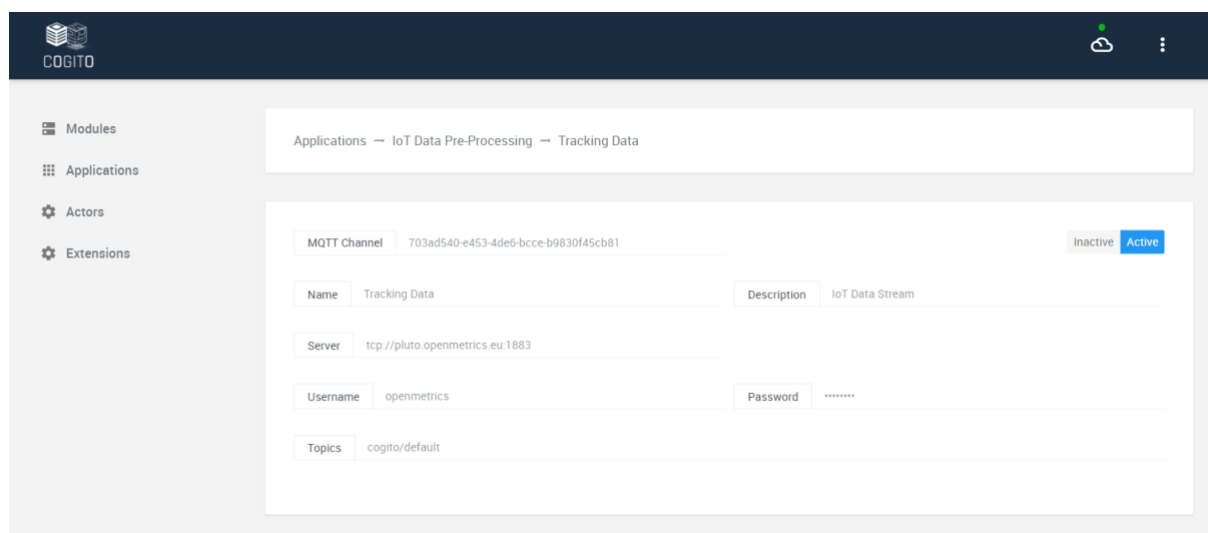 COGITO
Modules
Applications
Actors
Extensions
Applications → IoT Data Pre-Processing → Tracking Data
MQTT Channel 703ad540-e453-4de6-bcce-b9830f45cb81 Inactive Active
Name Tracking Data Description IoT Data Stream
Server tcp://pluto.openmetrics.eu:1883
Username openmetrics Password ········
Topics cogito/default